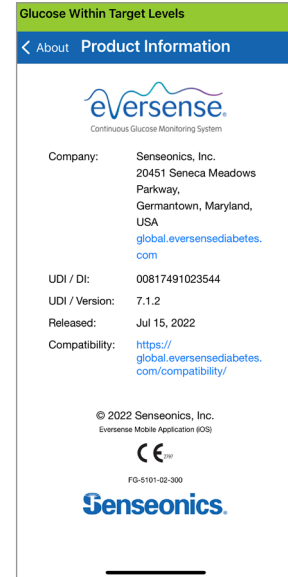 Glucose Within Target Levels
About Product Information
eversense.
Continuous Glucose Monitoring System
Company: Senseonics, Inc.
20451 Seneca Meadows
Parkway,
Germantown, Maryland,
USA
global.eversensediabetes.
com
UDI / DI: 00817491023544
UDI / Version: 7.1.2
Released: Jul 15, 2022
Compatibility: https://
global.eversensediabetes.
com/compatibility/
© 2022 Senseonics, Inc.
Eversense Mobile Application (iOS)
CE
FG-5101-02-300
Senseonics.